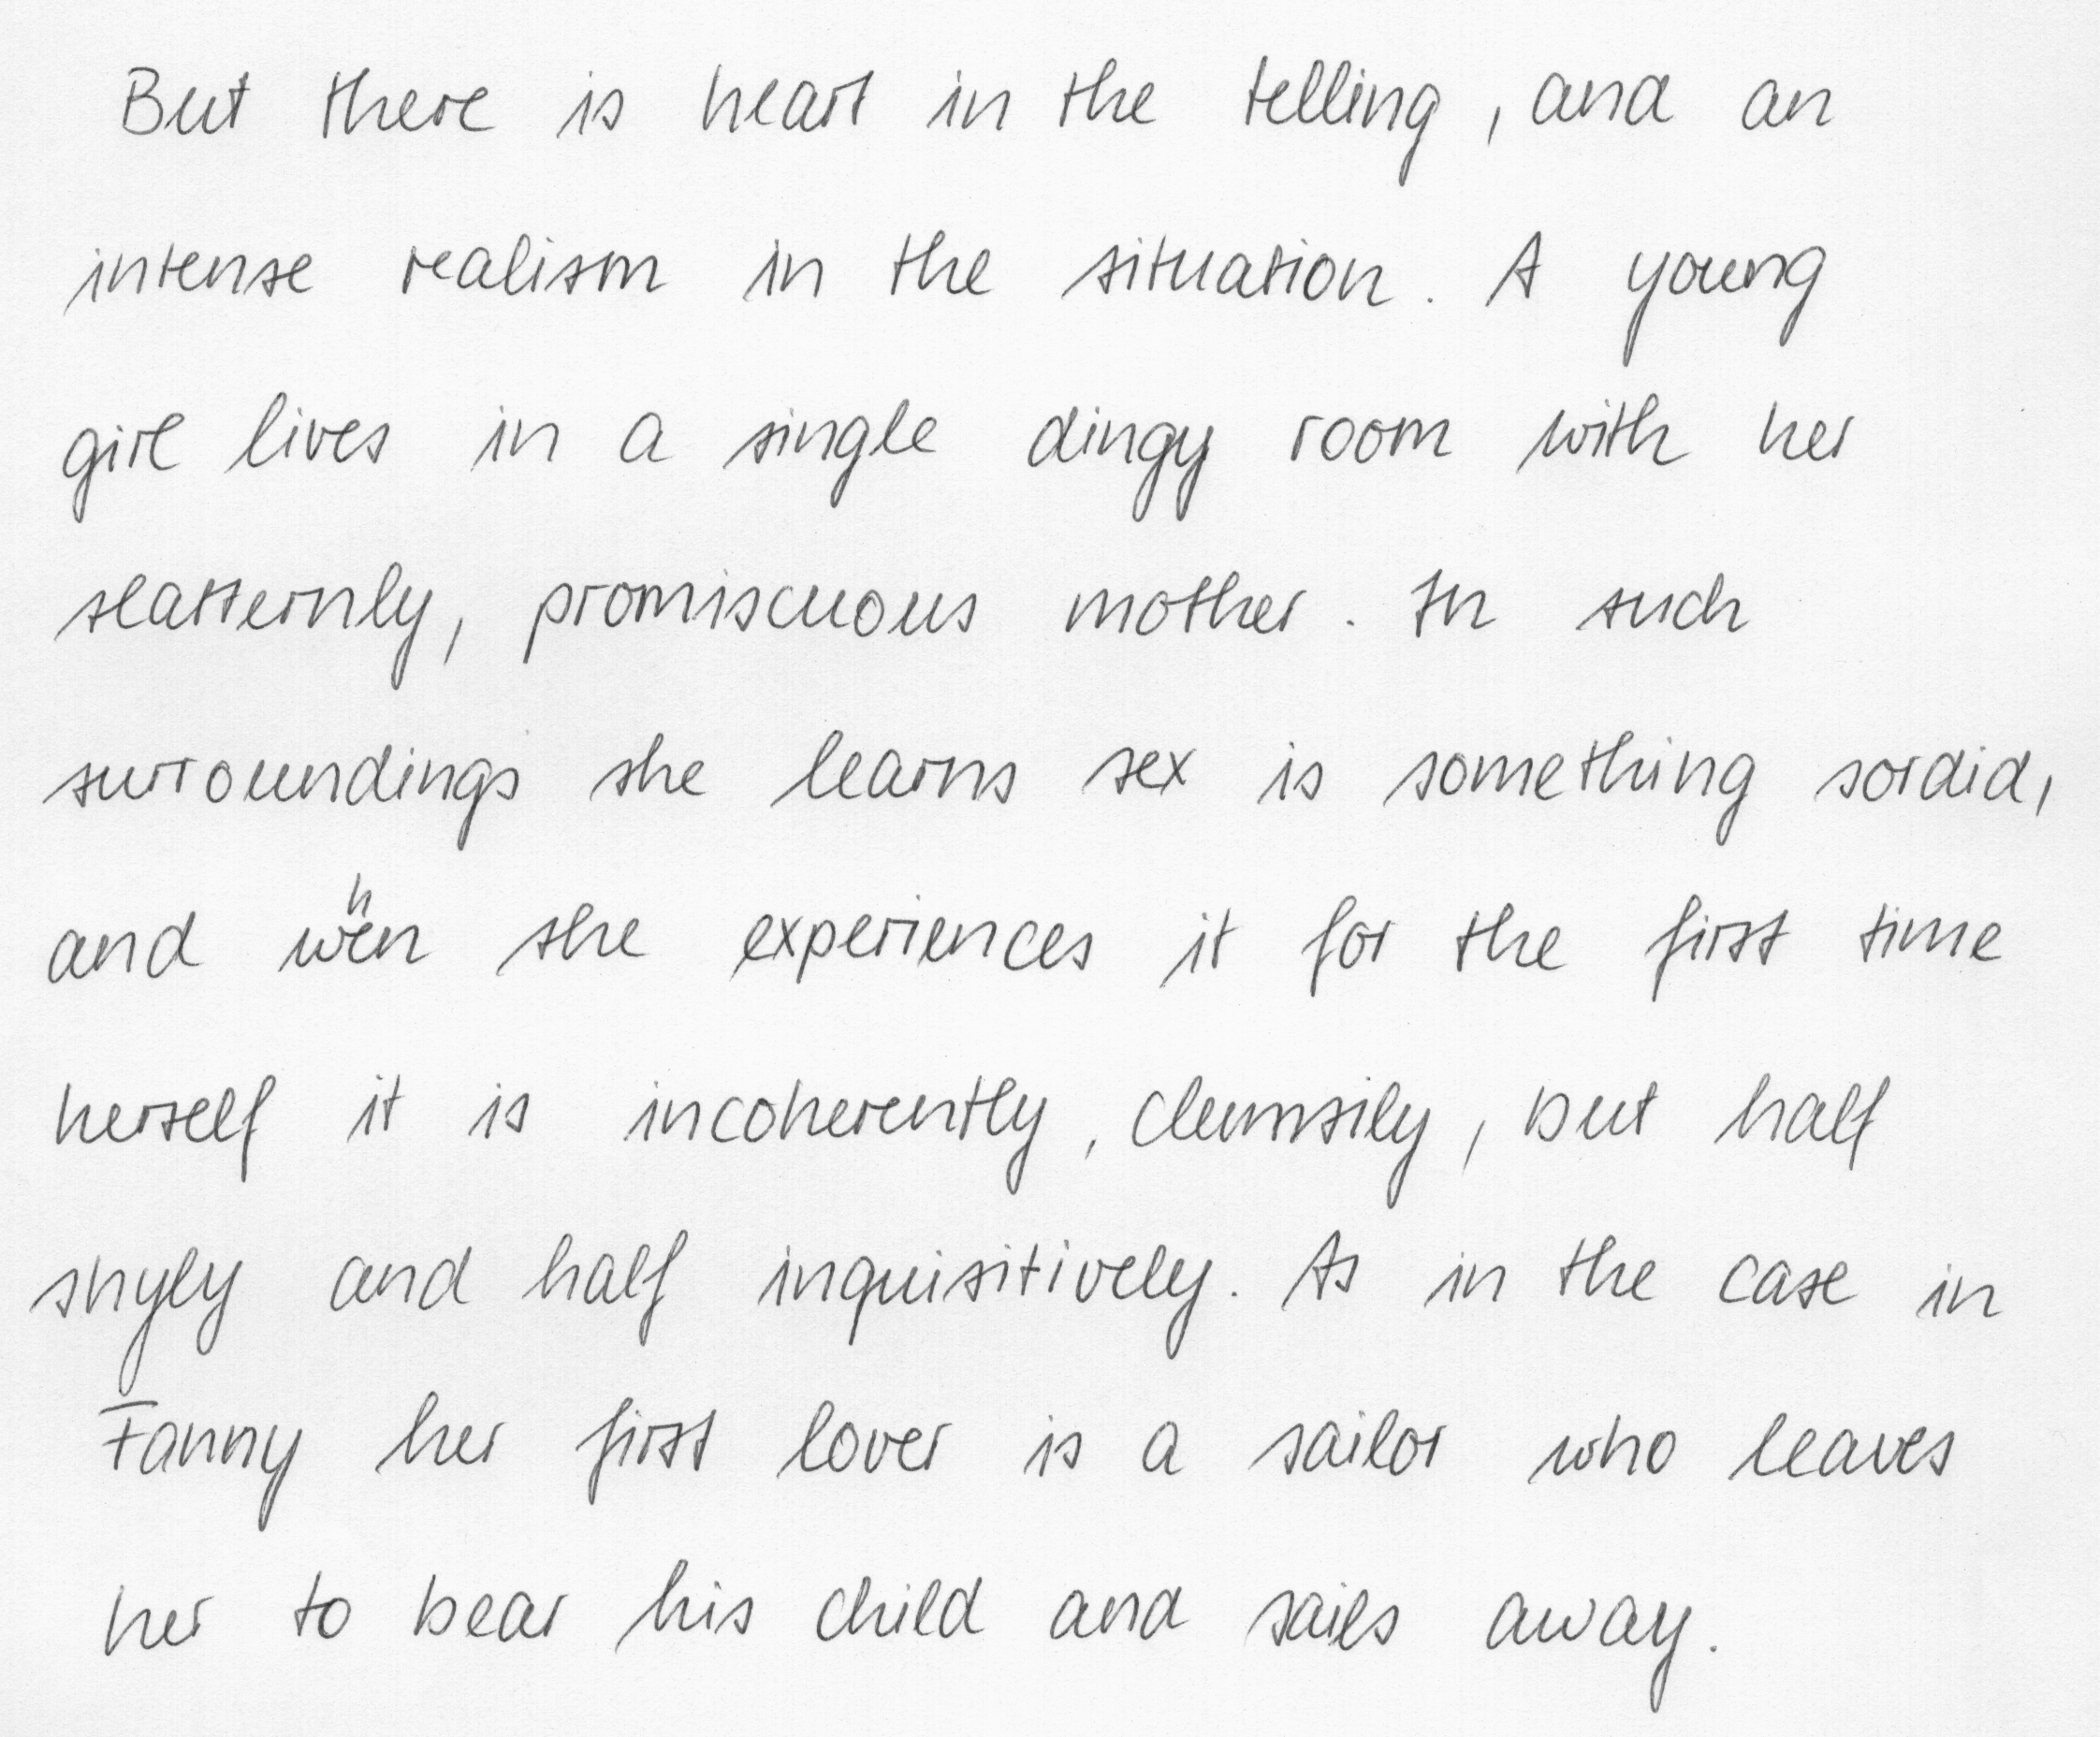 But there is heart in the telling, and an
intense realism in the situation. A young
girl lives in a single dingy room with her
slatternly, promiscuous mother. In such
surroundings she learns sex is something sordid,
and when she experiences it for the first time
herself it is incoherently, clumsily, but half
shyly and half inquisitively. As in the case in
Fanny her first lover is a sailor who leaves
her to bear his child and sails away.